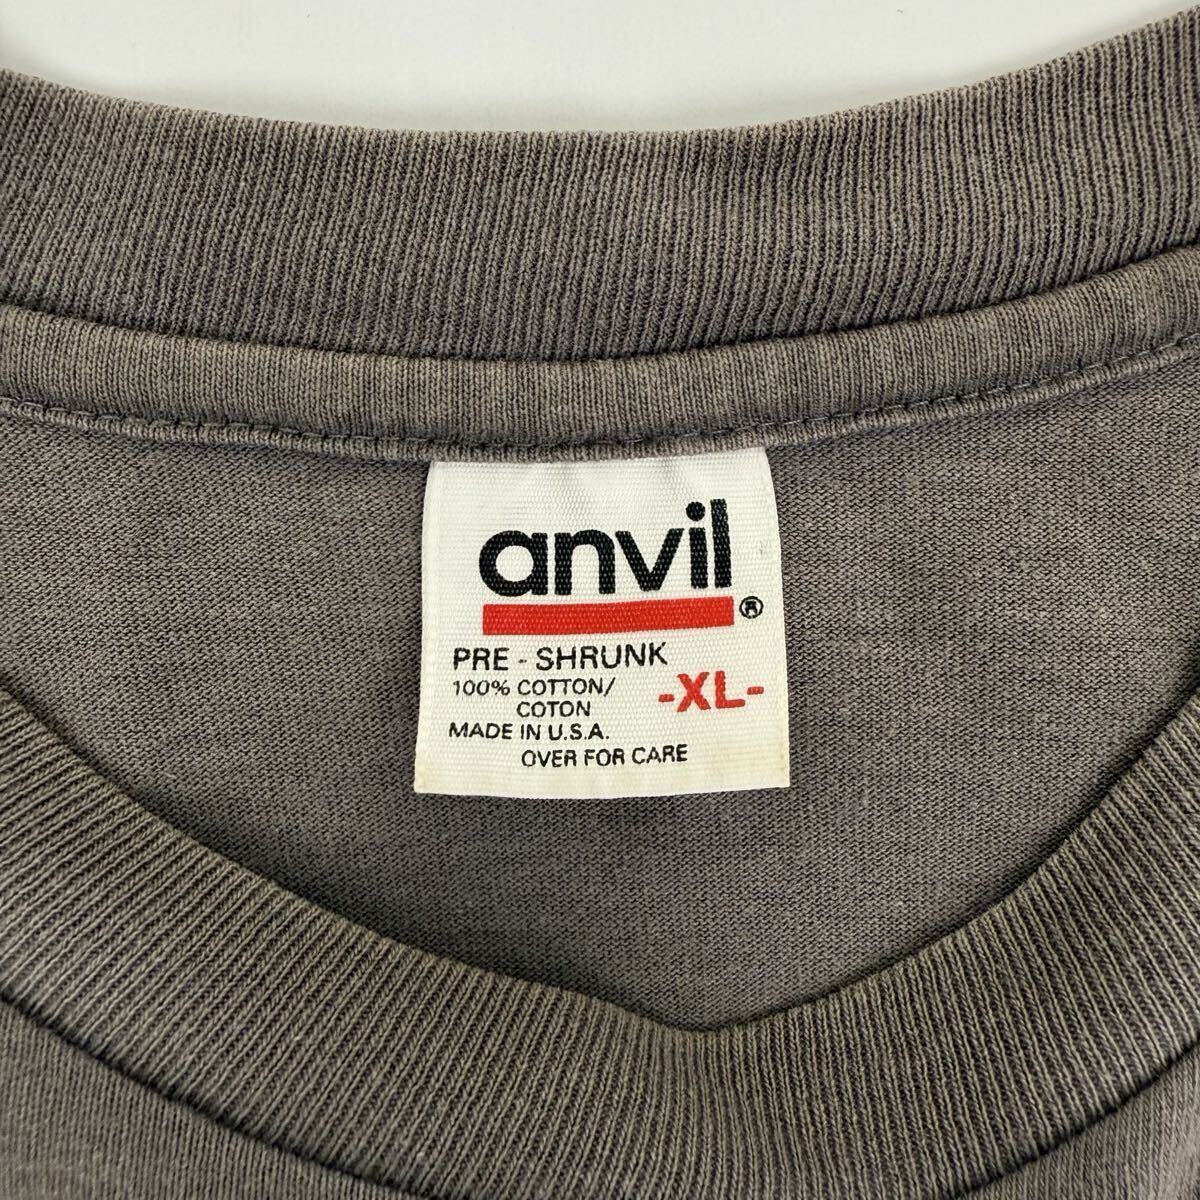 anvil®
PRE - SHRUNK
100% COTTON/
COTON
-XL-
MADE IN U.S.A.
OVER FOR CARE